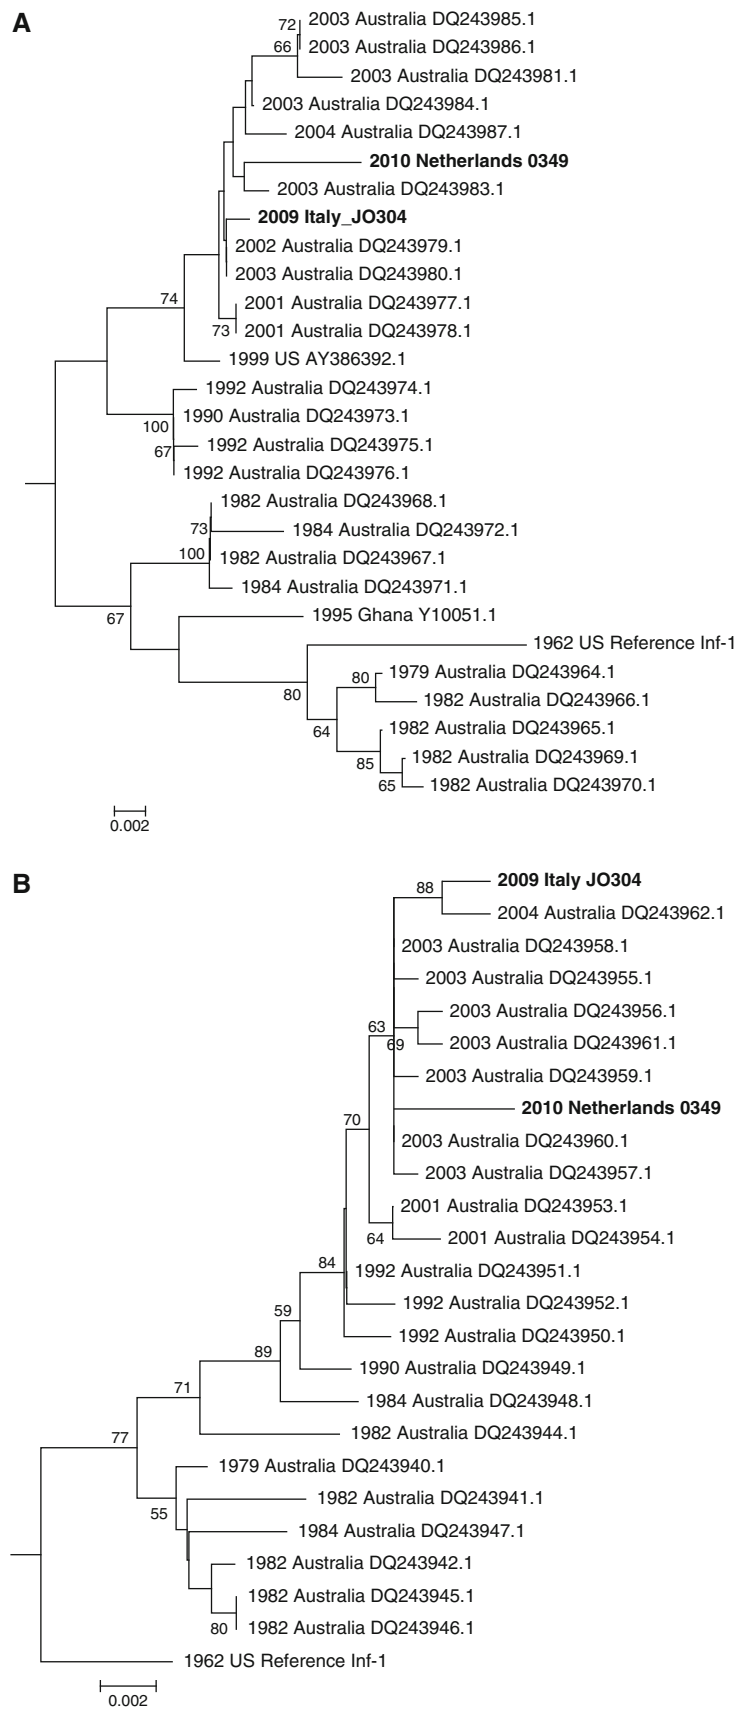 A
72
2003 Australia DQ243985.1
66
2003 Australia DQ243986.1
2003 Australia DQ243981.1
2003 Australia DQ243984.1
2004 Australia DQ243987.1
2010 Netherlands 0349
2003 Australia DQ243983.1
2009 Italy_JO304
2002 Australia DQ243979.1
2003 Australia DQ243980.1
74
2001 Australia DQ243977.1
73
2001 Australia DQ243978.1
1999 US AY386392.1
1992 Australia DQ243974.1
1990 Australia DQ243973.1
100
1992 Australia DQ243975.1
67
1992 Australia DQ243976.1
1982 Australia DQ243968.1
73
1984 Australia DQ243972.1
100
1982 Australia DQ243967.1
1984 Australia DQ243971.1
67
1995 Ghana Y10051.1
1962 US Reference Inf-1
80
1979 Australia DQ243964.1
80
1982 Australia DQ243966.1
64
1982 Australia DQ243965.1
85
1982 Australia DQ243969.1
65
1982 Australia DQ243970.1
0.002
B
88
2009 Italy JO304
2004 Australia DQ243962.1
2003 Australia DQ243958.1
2003 Australia DQ243955.1
2003 Australia DQ243956.1
63
69
2003 Australia DQ243961.1
2003 Australia DQ243959.1
2010 Netherlands 0349
70
2003 Australia DQ243960.1
2003 Australia DQ243957.1
2001 Australia DQ243953.1
64
2001 Australia DQ243954.1
84
1992 Australia DQ243951.1
1992 Australia DQ243952.1
59
1992 Australia DQ243950.1
89
1990 Australia DQ243949.1
71
1984 Australia DQ243948.1
1982 Australia DQ243944.1
77
1979 Australia DQ243940.1
55
1982 Australia DQ243941.1
1984 Australia DQ243947.1
1982 Australia DQ243942.1
1982 Australia DQ243945.1
80
1982 Australia DQ243946.1
1962 US Reference Inf-1
0.002